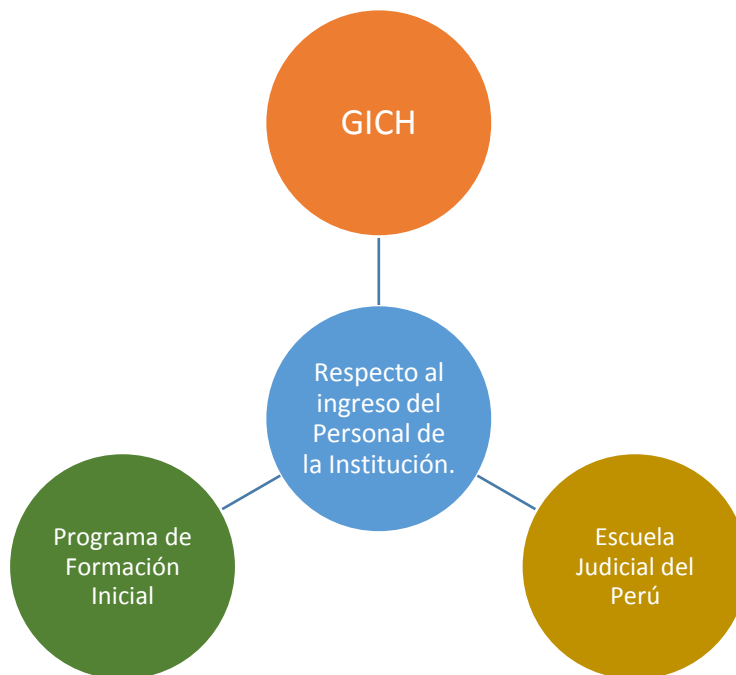 GICH
Respecto al
ingreso del
Personal de
la Institución.
Programa de
Formación
Inicial
Escuela
Judicial del
Perú